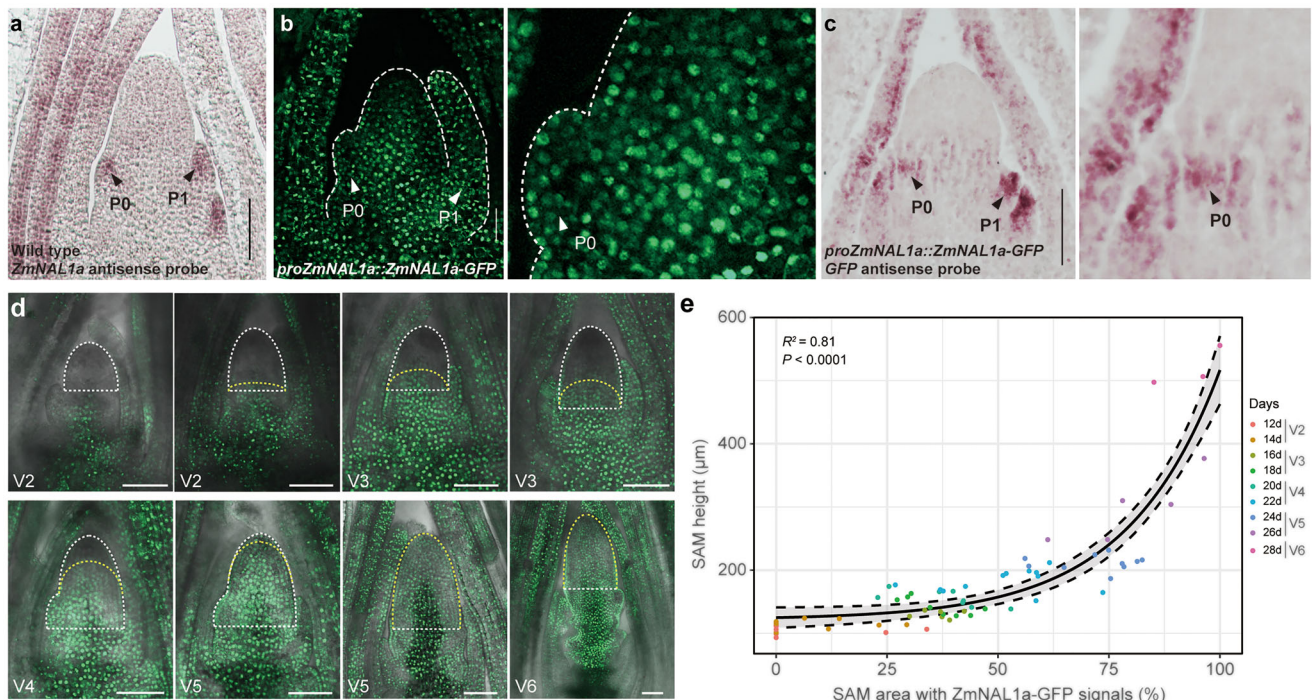 a
P0
P1
Wild type
ZmNAL1a antisense probe
b
P0
P1
proZmNAL1a::ZmNAL1a-GFP
P0
c
P0
P1
proZmNAL1a::ZmNAL1a-GFP
GFP antisense probe
P0
d
V2
V2
V3
V3
V4
V5
V5
V6
e
R² = 0.81
P < 0.0001
600
400
200
SAM height (µm)
0
25
50
75
100
SAM area with ZmNAL1a-GFP signals (%)
Days
12d
14d
V2
16d
18d
V3
20d
22d
V4
24d
26d
V5
28d
V6